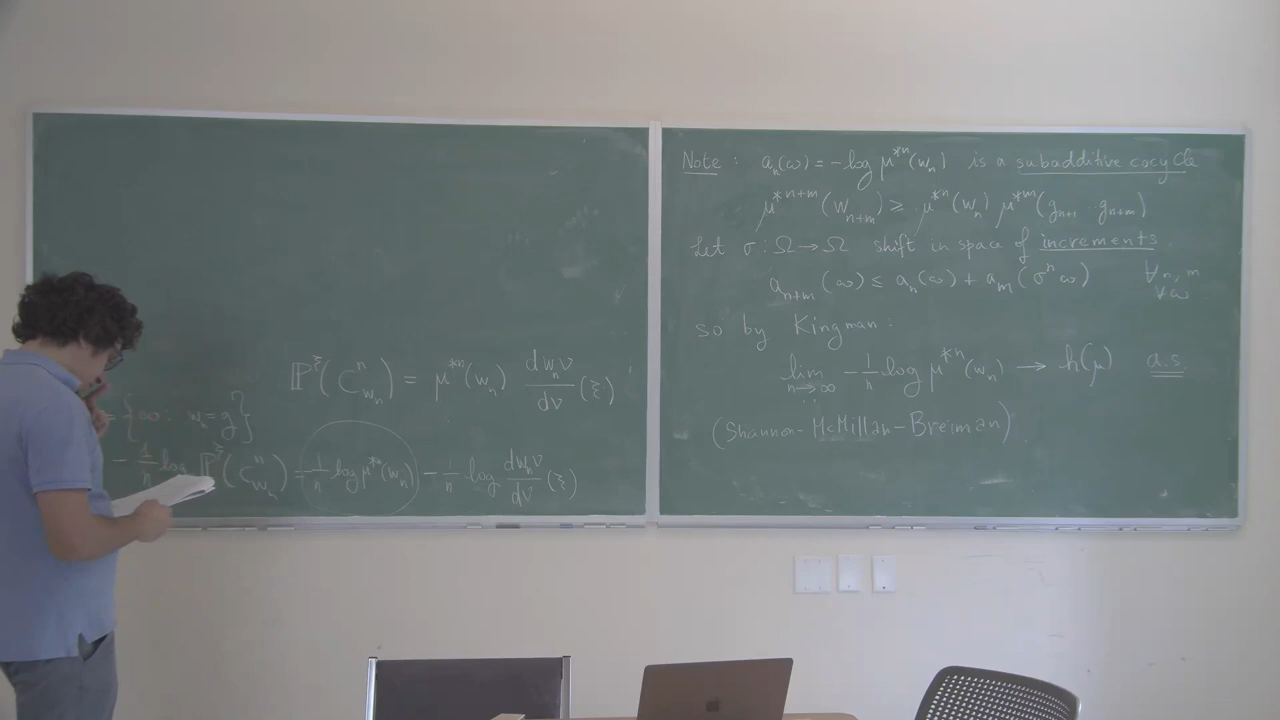 ℙ^ξ(C^n_{w_n}) = μ^{*n}(w_n) dw_nν/dν (ξ)
= {ω: w_n = g}
- 1/n log ℙ^ξ(C^n_{w_n}) = -1/n log μ^{*n}(w_n) - 1/n log dw_nν/dν (ξ)
Note: a_n(ω) = -log μ^{*n}(w_n) is a subadditive cocycle
μ^{*n+m}(w_{n+m}) ≥ μ^{*n}(w_n) μ^{*m}(g_{n+1} g_{n+m})
Let σ: Ω→Ω shift in space of increments
a_{n+m}(ω) ≤ a_n(ω) + a_m(σ^n ω) ∀n, m ∀ω
so by Kingman:
lim_{n→∞} -1/n log μ^{*n}(w_n) → h(μ) a.s.
(Shannon-McMillan-Breiman)